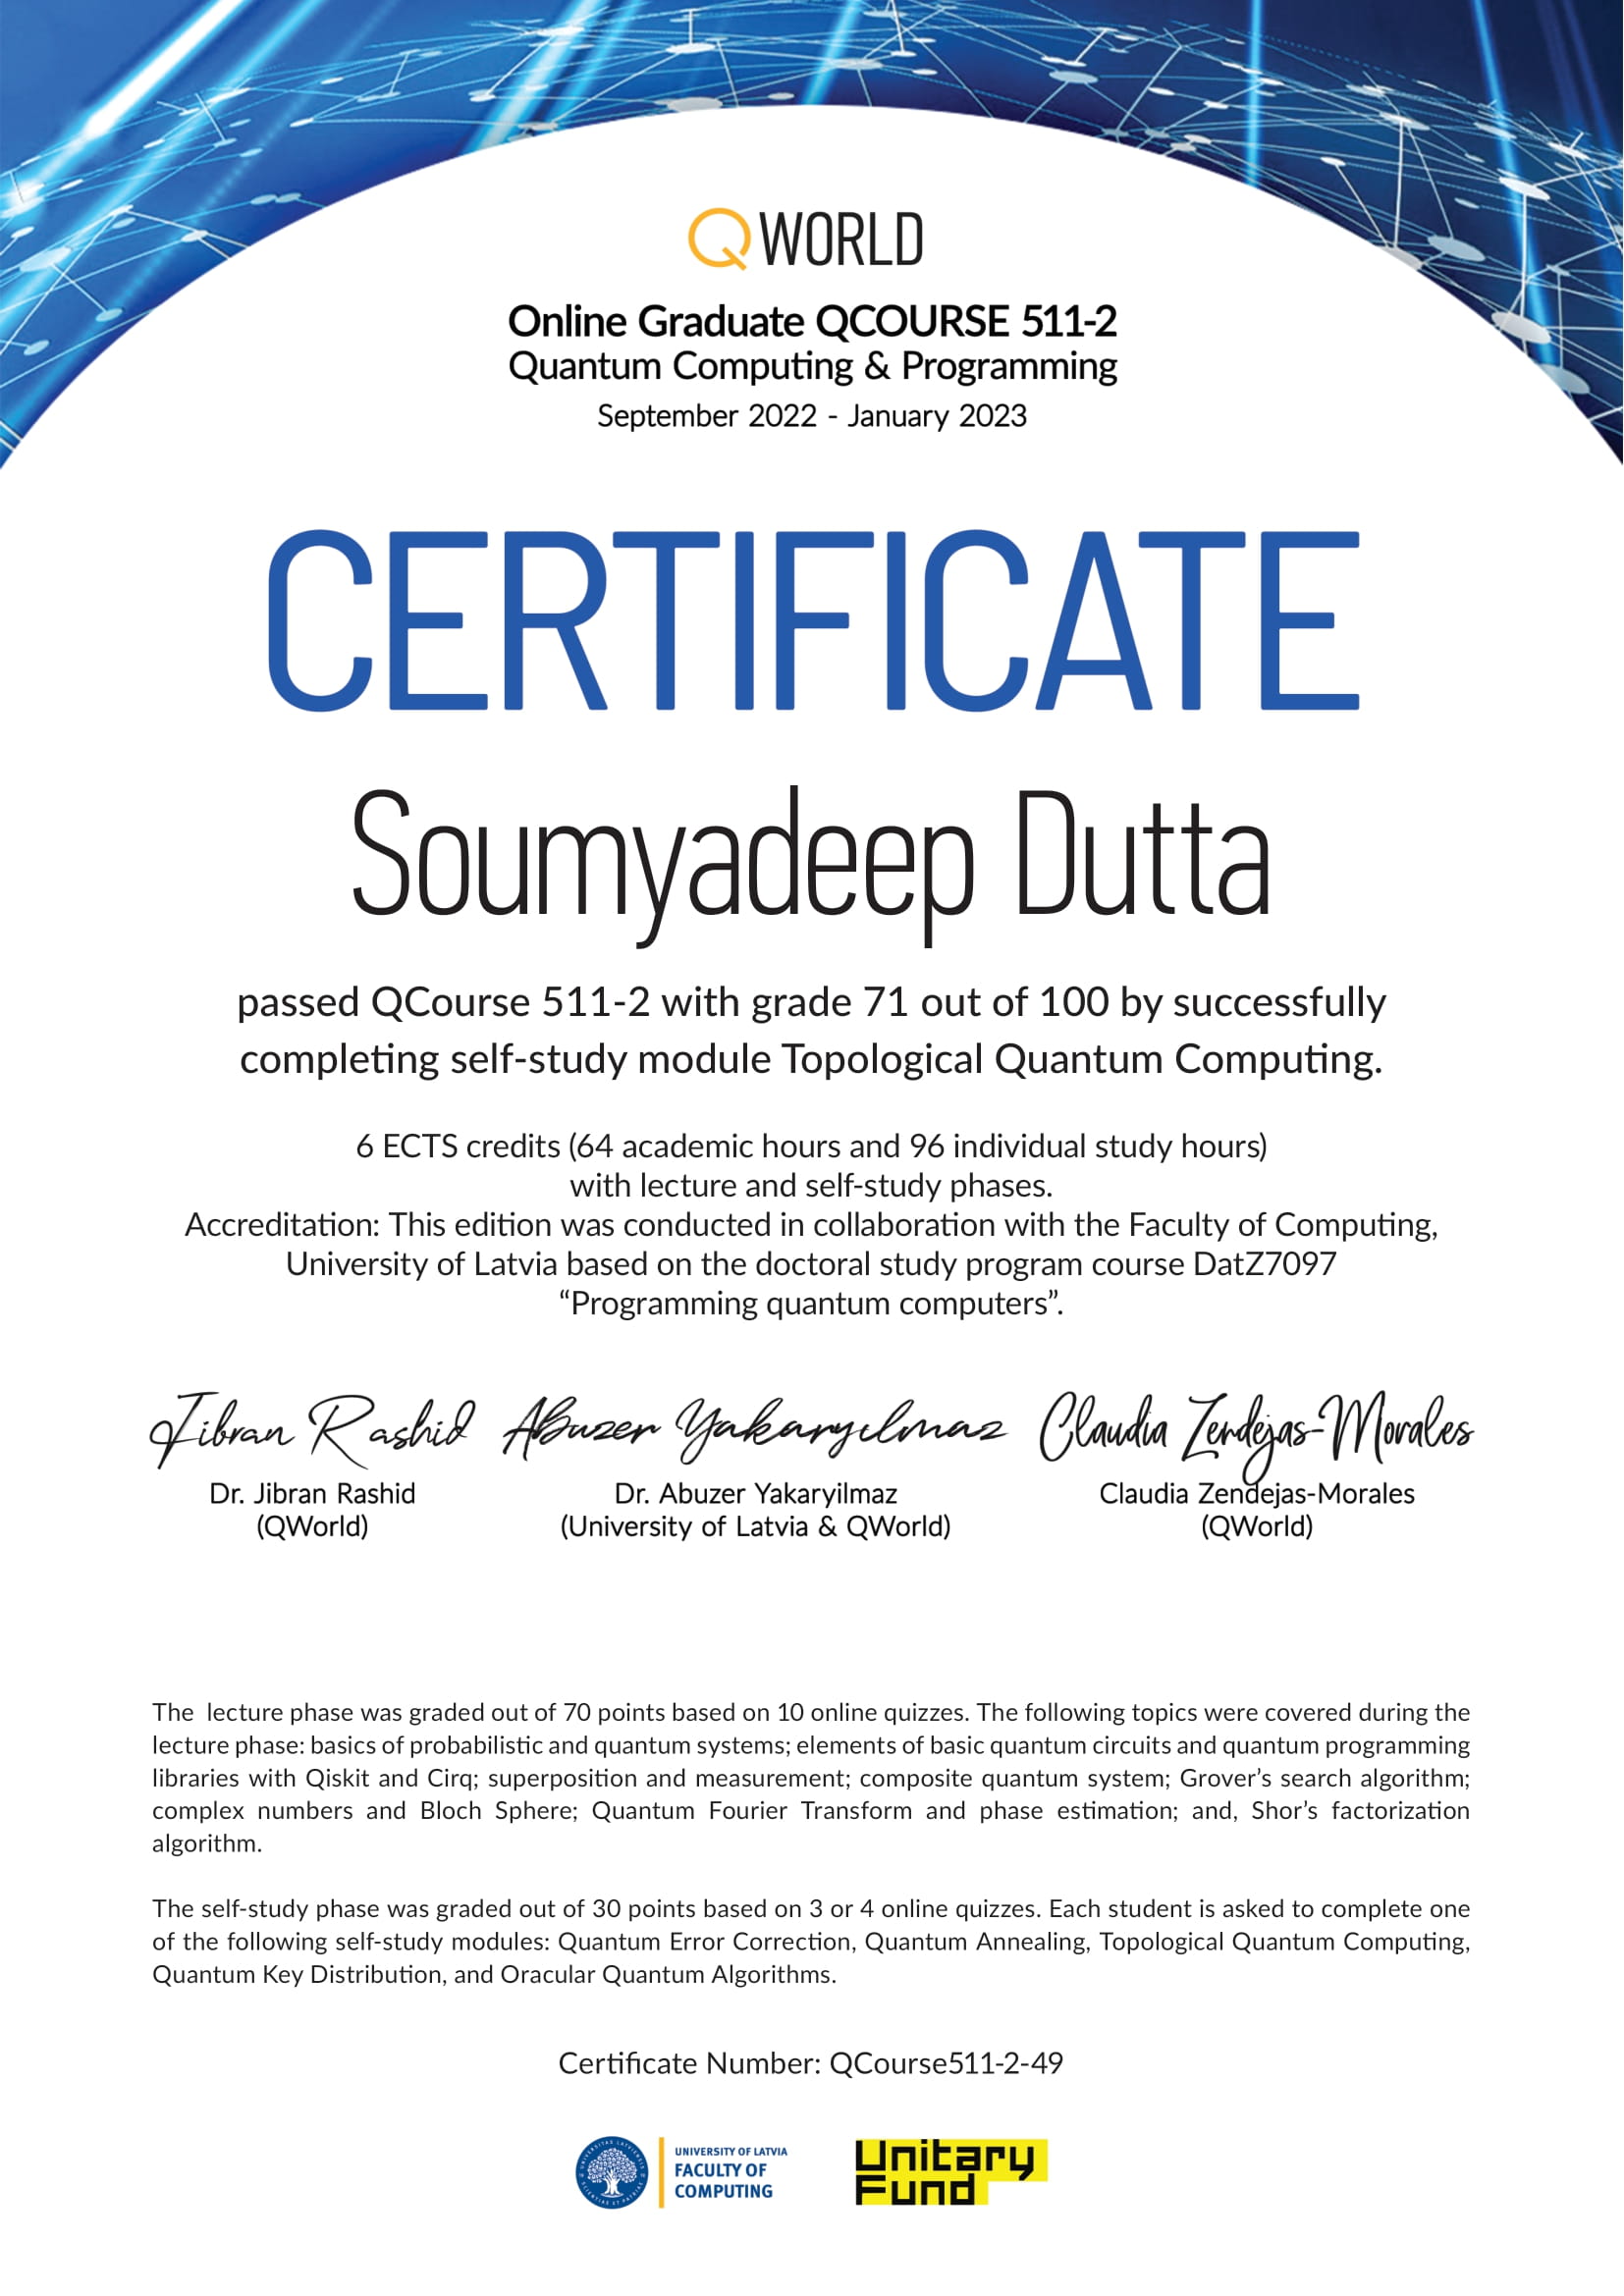 QWORLD
Online Graduate QCOURSE 511-2
Quantum Computing & Programming
September 2022 - January 2023
CERTIFICATE
Soumyadeep Dutta
passed QCourse 511-2 with grade 71 out of 100 by successfully
completing self-study module Topological Quantum Computing.
6 ECTS credits (64 academic hours and 96 individual study hours)
with lecture and self-study phases.
Accreditation: This edition was conducted in collaboration with the Faculty of Computing,
University of Latvia based on the doctoral study program course DatZ7097
“Programming quantum computers”.
Jibran Rashid Abuzer Yakaryılmaz Claudia Zendejas-Morales
Dr. Jibran Rashid Dr. Abuzer Yakaryilmaz Claudia Zendejas-Morales
(QWorld) (University of Latvia & QWorld) (QWorld)
The lecture phase was graded out of 70 points based on 10 online quizzes. The following topics were covered during the
lecture phase: basics of probabilistic and quantum systems; elements of basic quantum circuits and quantum programming
libraries with Qiskit and Cirq; superposition and measurement; composite quantum system; Grover’s search algorithm;
complex numbers and Bloch Sphere; Quantum Fourier Transform and phase estimation; and, Shor’s factorization
algorithm.
The self-study phase was graded out of 30 points based on 3 or 4 online quizzes. Each student is asked to complete one
of the following self-study modules: Quantum Error Correction, Quantum Annealing, Topological Quantum Computing,
Quantum Key Distribution, and Oracular Quantum Algorithms.
Certificate Number: QCourse511-2-49
UNIVERSITAS LATVIENSIS
SCIENTIAE ET PATRIAE
UNIVERSITY OF LATVIA
FACULTY OF
COMPUTING
Unitary
Fund